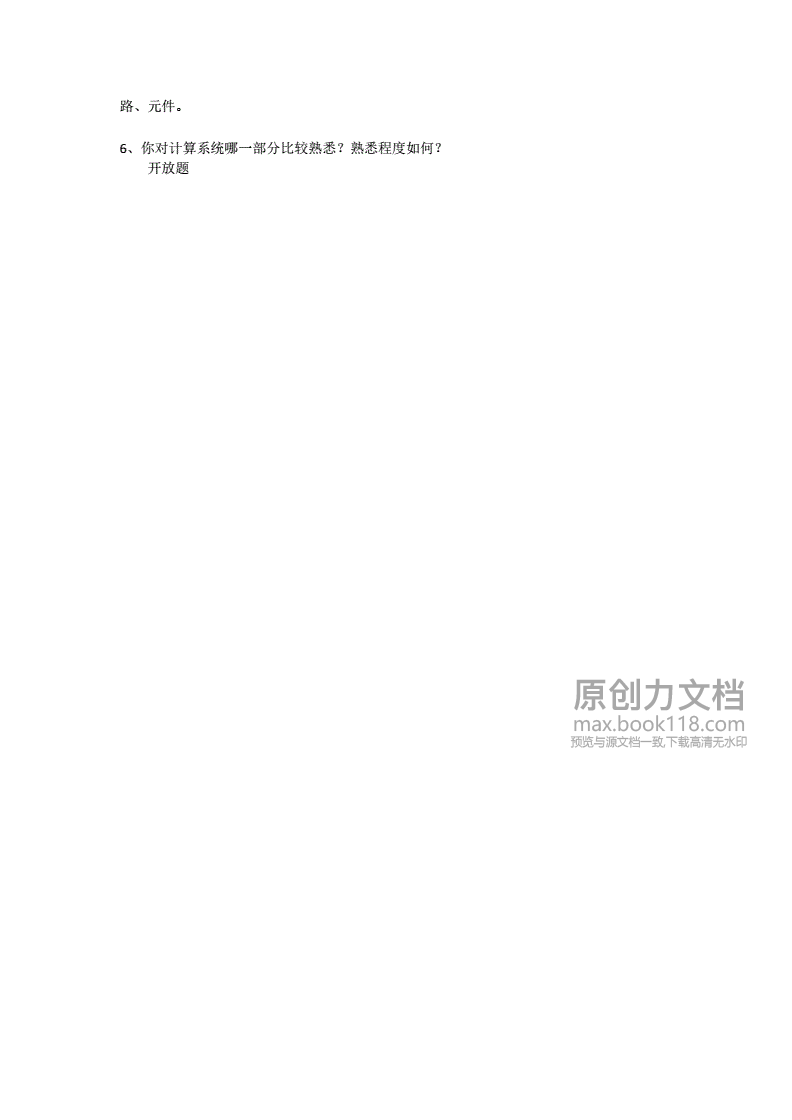 路、元件。
6、你对计算系统哪一部分比较熟悉？熟悉程度如何？
开放题
原创力文档
max.book118.com
预览与源文档一致,下载高清无水印